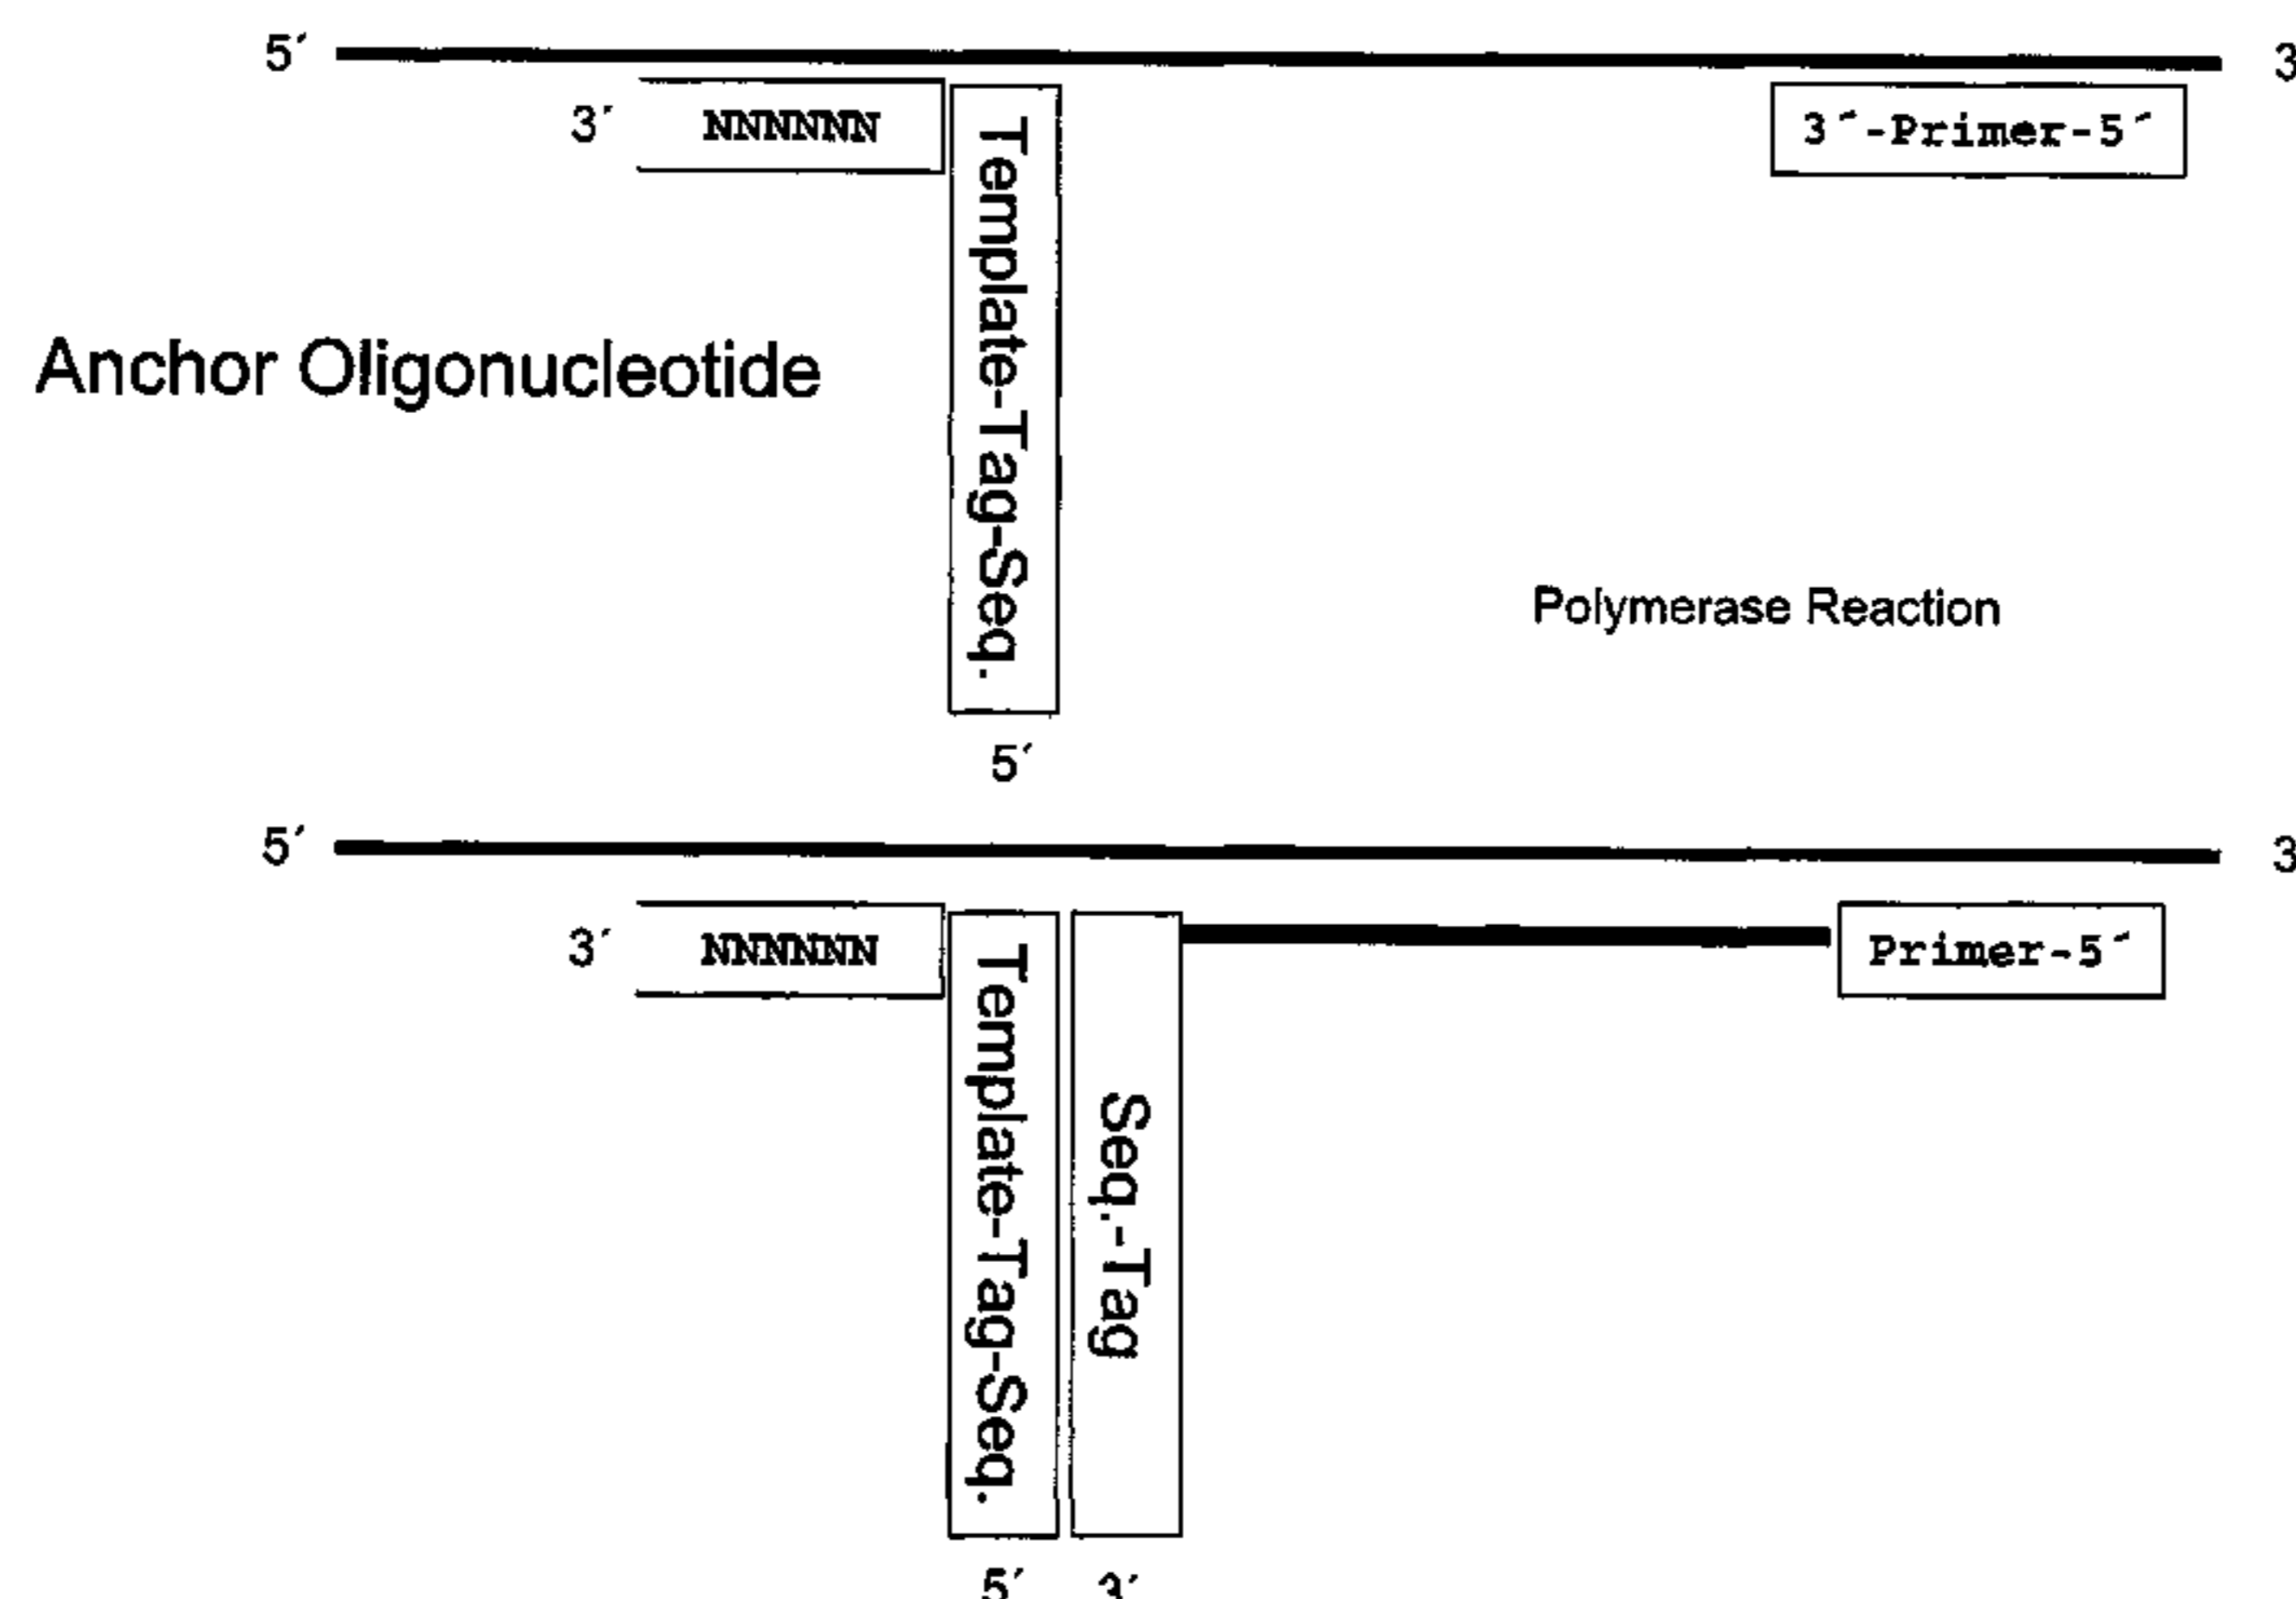 5´
3
3´
NNNNNN
3´-Primer-5´
Template-Tag-Seq.
Anchor Oligonucleotide
Polymerase Reaction
5´
5´
3
3´
NNNNNN
Primer-5´
Template-Tag-Seq.
Seq.-Tag
5´
3´